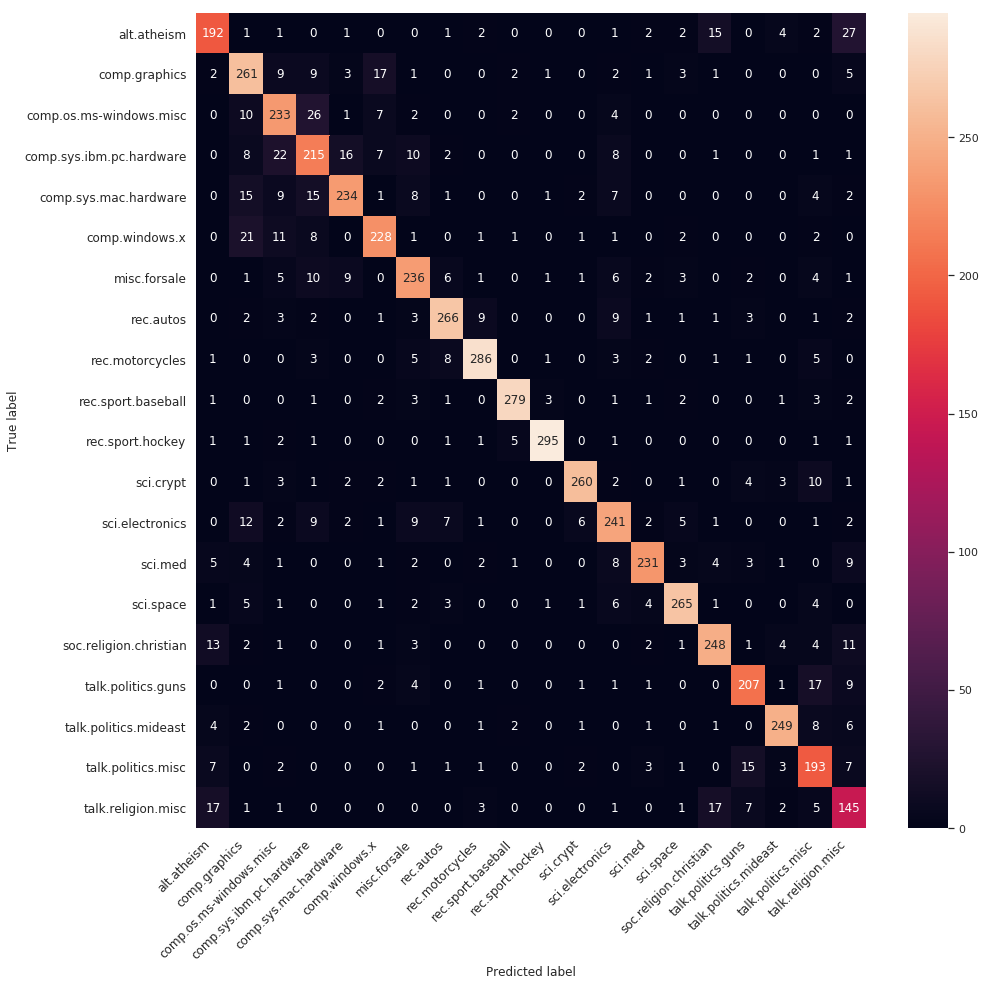 alt.atheism 192 1 1 0 1 0 0 1 2 0 0 0 1 2 2 15 0 4 2 27
comp.graphics 2 261 9 9 3 17 1 0 0 2 1 0 2 1 3 1 0 0 0 5
comp.os.ms-windows.misc 0 10 233 26 1 7 2 0 0 2 0 0 4 0 0 0 0 0 0 0
comp.sys.ibm.pc.hardware 0 8 22 215 16 7 10 2 0 0 0 0 8 0 0 1 0 0 1 1
comp.sys.mac.hardware 0 15 9 15 234 1 8 1 0 0 1 2 7 0 0 0 0 0 4 2
comp.windows.x 0 21 11 8 0 228 1 0 1 1 0 1 1 0 2 0 0 0 2 0
misc.forsale 0 1 5 10 9 0 236 6 1 0 1 1 6 2 3 0 2 0 4 1
rec.autos 0 2 3 2 0 1 3 266 9 0 0 0 9 1 1 1 3 0 1 2
rec.motorcycles 1 0 0 3 0 0 5 8 286 0 1 0 3 2 0 1 1 0 5 0
rec.sport.baseball 1 0 0 1 0 2 3 1 0 279 3 0 1 1 2 0 0 1 3 2
rec.sport.hockey 1 1 2 1 0 0 0 1 1 5 295 0 1 0 0 0 0 0 1 1
sci.crypt 0 1 3 1 2 2 1 1 0 0 0 260 2 2 1 0 4 3 10 1
sci.electronics 0 12 2 9 2 1 9 7 1 0 0 6 241 2 5 1 0 0 1 2
sci.med 5 4 1 0 0 1 2 0 2 1 0 0 8 231 3 4 3 1 0 9
sci.space 1 5 1 0 0 1 2 3 0 0 1 1 6 4 265 1 0 0 4 0
soc.religion.christian 13 2 1 0 0 1 3 0 0 0 0 0 0 2 1 248 1 4 4 11
talk.politics.guns 0 0 1 0 0 2 4 0 1 0 0 1 1 1 0 0 207 1 17 9
talk.politics.mideast 4 2 0 0 0 1 0 0 1 2 0 1 0 1 0 1 0 249 8 6
talk.politics.misc 7 0 2 0 0 0 1 1 1 0 0 2 0 3 1 0 15 3 193 7
talk.religion.misc 17 1 1 0 0 0 0 0 3 0 0 0 1 0 1 17 7 2 5 145
True label
alt.atheism
comp.graphics
comp.os.ms-windows.misc
comp.sys.ibm.pc.hardware
comp.sys.mac.hardware
comp.windows.x
misc.forsale
rec.autos
rec.motorcycles
rec.sport.baseball
rec.sport.hockey
sci.crypt
sci.electronics
sci.med
sci.space
soc.religion.christian
talk.politics.guns
talk.politics.mideast
talk.politics.misc
talk.religion.misc
Predicted label
250
200
150
100
50
0